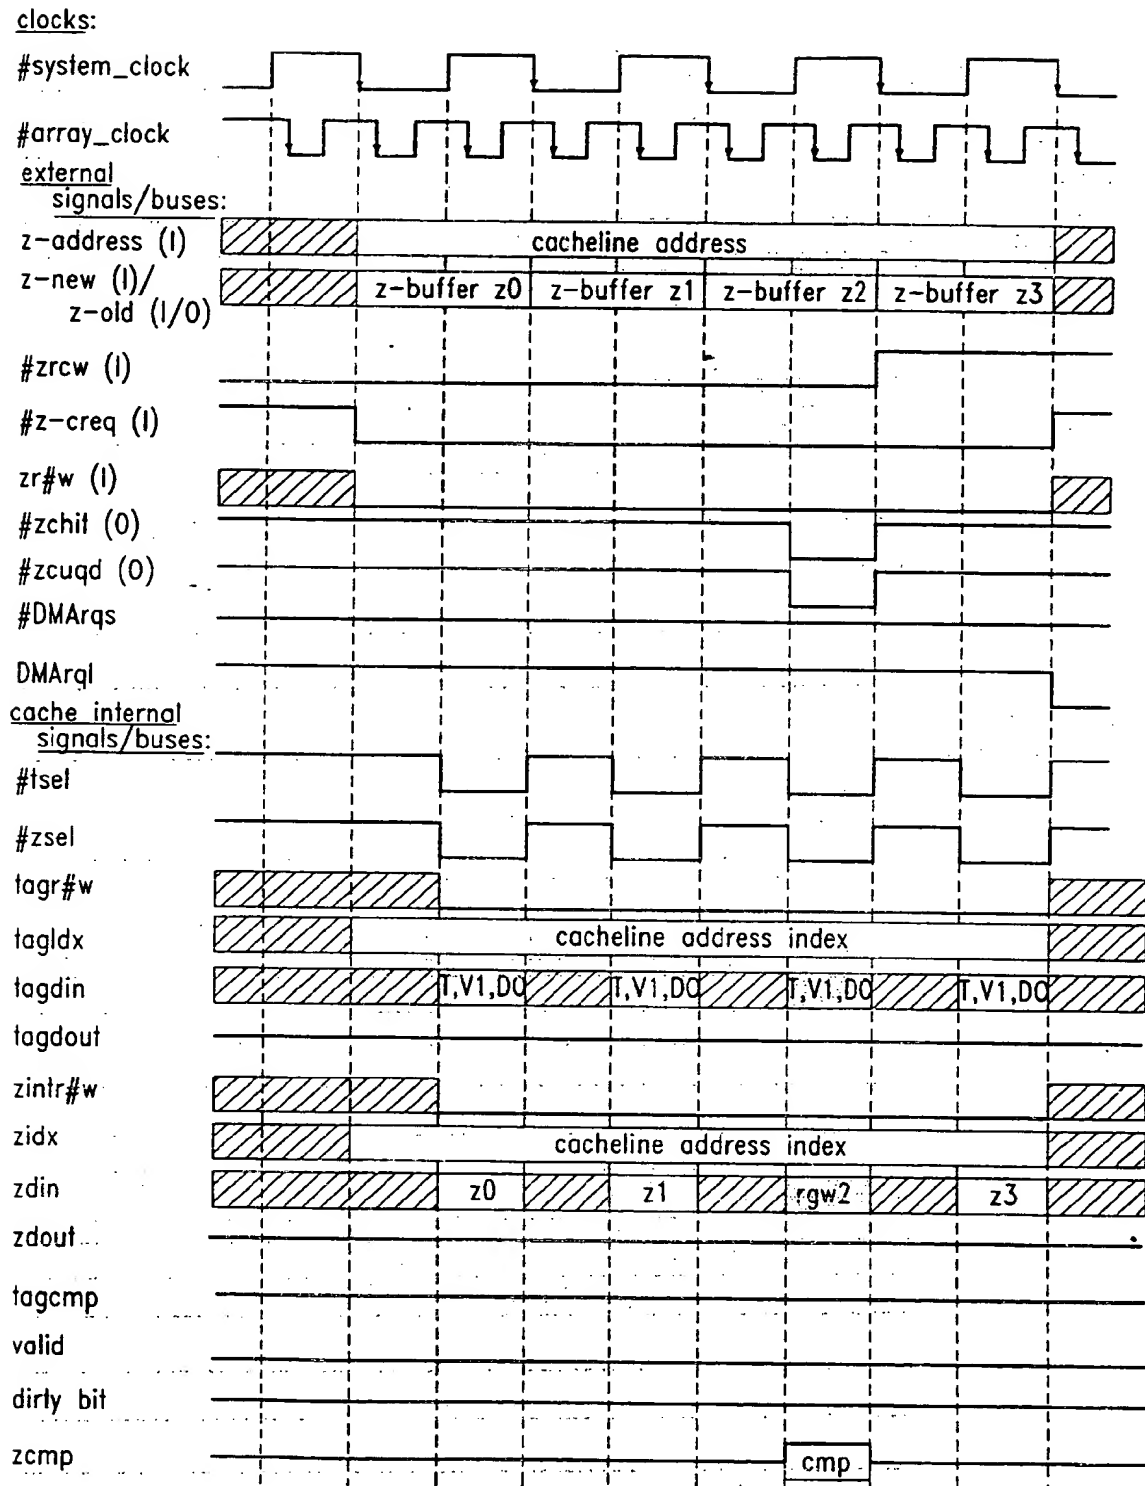 clocks:
#system_clock
#array_clock
external
signals/buses:
z-address (I)
cacheline address
z-new (I)/
z-old (I/O)
z-buffer z0
z-buffer z1
z-buffer z2
z-buffer z3
#zrcw (I)
#z-creq (I)
zr#w (I)
#zchit (O)
#zcuqd (O)
#DMArqs
DMArql
cache internal
signals/buses:
#tsel
#zsel
tagr#w
tagIdx
cacheline address index
tagdin
T,V1,D0
T,V1,D0
T,V1,D0
T,V1,D0
tagdout
zintr#w
zidx
cacheline address index
zdin
z0
z1
rgw2
z3
zdout
tagcmp
valid
dirty bit
zcmp
cmp